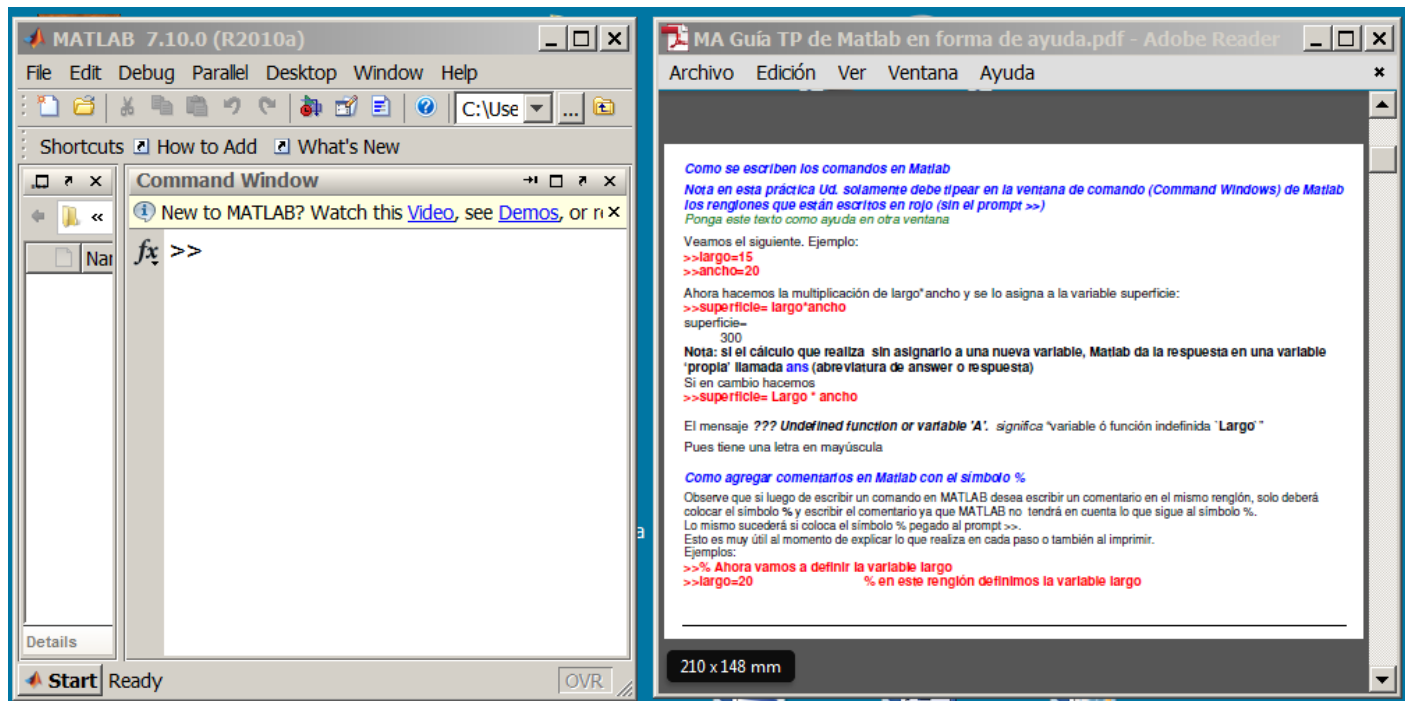 MATLAB 7.10.0 (R2010a)
File Edit Debug Parallel Desktop Window Help
C:\Use ...
Shortcuts How to Add What's New
Command Window
«
New to MATLAB? Watch this Video, see Demos, or
Nar
fx >>
Details
Start Ready OVR
MA Guía TP de Matlab en forma de ayuda.pdf - Adobe Reader
Archivo Edición Ver Ventana Ayuda
Como se escriben los comandos en Matlab
Nota en esta práctica Ud. solamente debe tipear en la ventana de comando (Command Windows) de Matlab
los renglones que están escritos en rojo (sin el prompt >>)
Ponga este texto como ayuda en otra ventana
Veamos el siguiente. Ejemplo:
>>largo=15
>>ancho=20
Ahora hacemos la multiplicación de largo*ancho y se lo asigna a la variable superficie:
>>superficie= largo*ancho
superficie=
300
Nota: si el cálculo que realiza sin asignarlo a una nueva variable, Matlab da la respuesta en una variable
'propia' llamada ans (abreviatura de answer o respuesta)
Si en cambio hacemos
>>superficie= Largo * ancho
El mensaje ??? Undefined function or variable 'A'. significa “variable ó función indefinida `Largo´”
Pues tiene una letra en mayúscula
Como agregar comentarios en Matlab con el símbolo %
Observe que si luego de escribir un comando en MATLAB desea escribir un comentario en el mismo renglón, solo deberá
colocar el símbolo % y escribir el comentario ya que MATLAB no tendrá en cuenta lo que sigue al símbolo %.
Lo mismo sucederá si coloca el símbolo % pegado al prompt >>.
Esto es muy útil al momento de explicar lo que realiza en cada paso o también al imprimir.
Ejemplos:
>>% Ahora vamos a definir la variable largo
>>largo=20 % en este renglón definimos la variable largo
210 x 148 mm